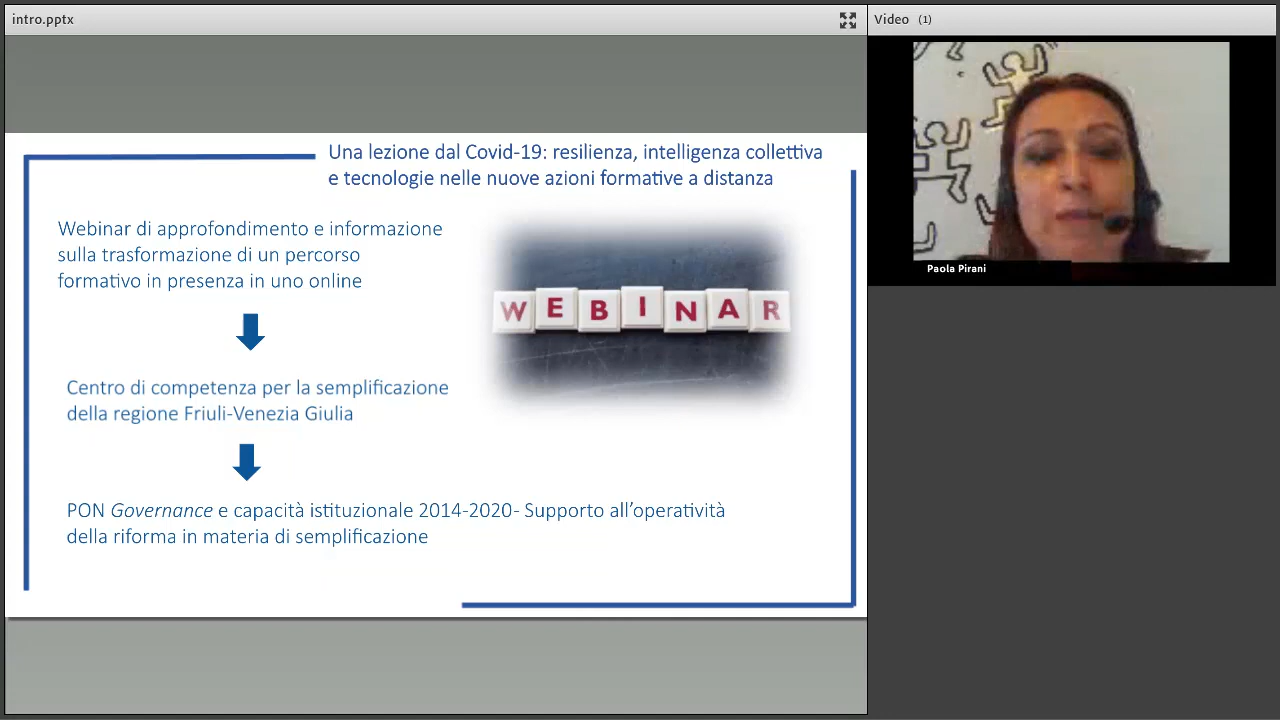 intro.pptx
Video (1)
Una lezione dal Covid-19: resilienza, intelligenza collettiva
e tecnologie nelle nuove azioni formative a distanza
Webinar di approfondimento e informazione
sulla trasformazione di un percorso
formativo in presenza in uno online
WEBINAR
Centro di competenza per la semplificazione
della regione Friuli-Venezia Giulia
PON Governance e capacità istituzionale 2014-2020- Supporto all'operatività
della riforma in materia di semplificazione
Paola Pirani